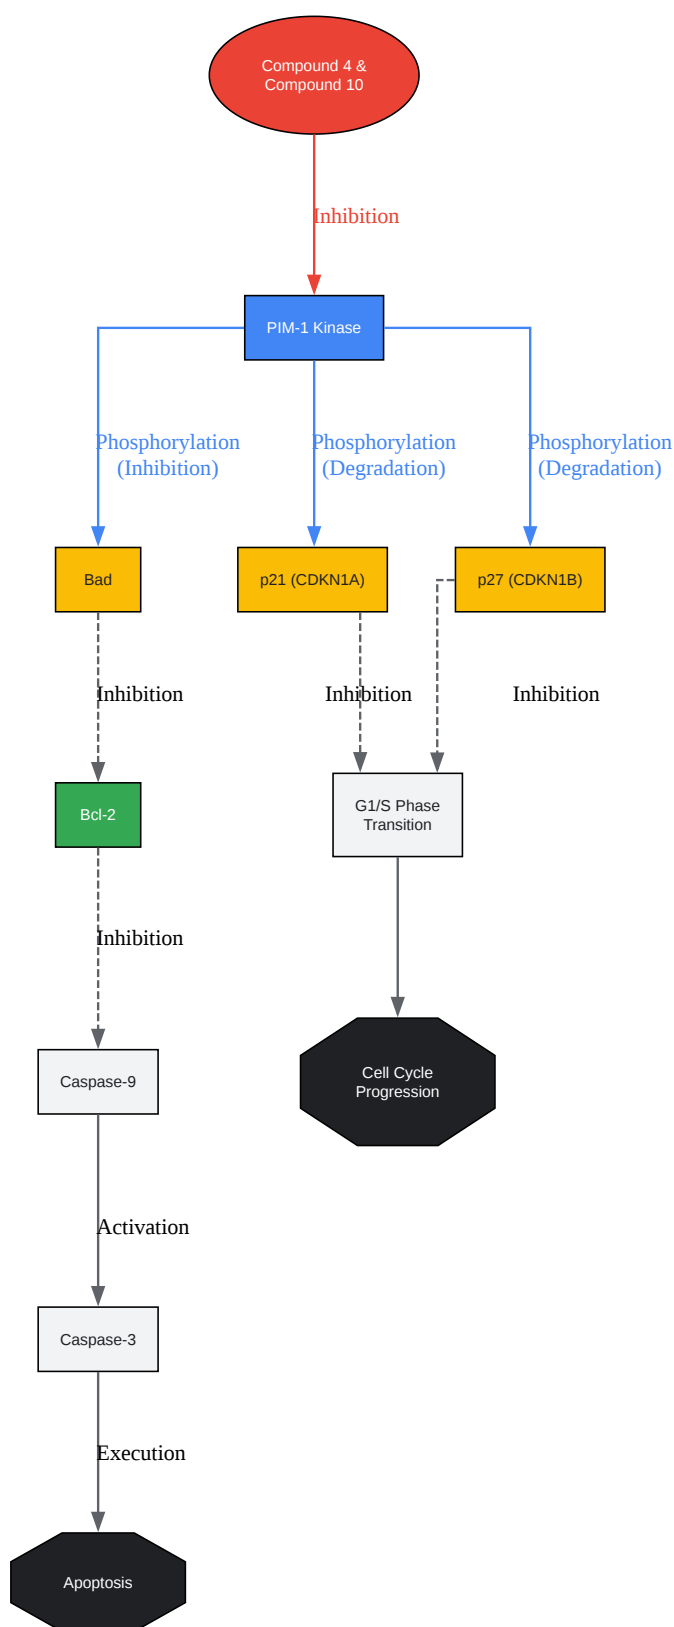 Compound 4 &
Compound 10
Inhibition
PIM-1 Kinase
Phosphorylation
(Inhibition)
Phosphorylation
(Degradation)
Phosphorylation
(Degradation)
Bad
p21 (CDKN1A)
p27 (CDKN1B)
Inhibition
Inhibition
Inhibition
Bcl-2
G1/S Phase
Transition
Inhibition
Caspase-9
Cell Cycle
Progression
Activation
Caspase-3
Execution
Apoptosis